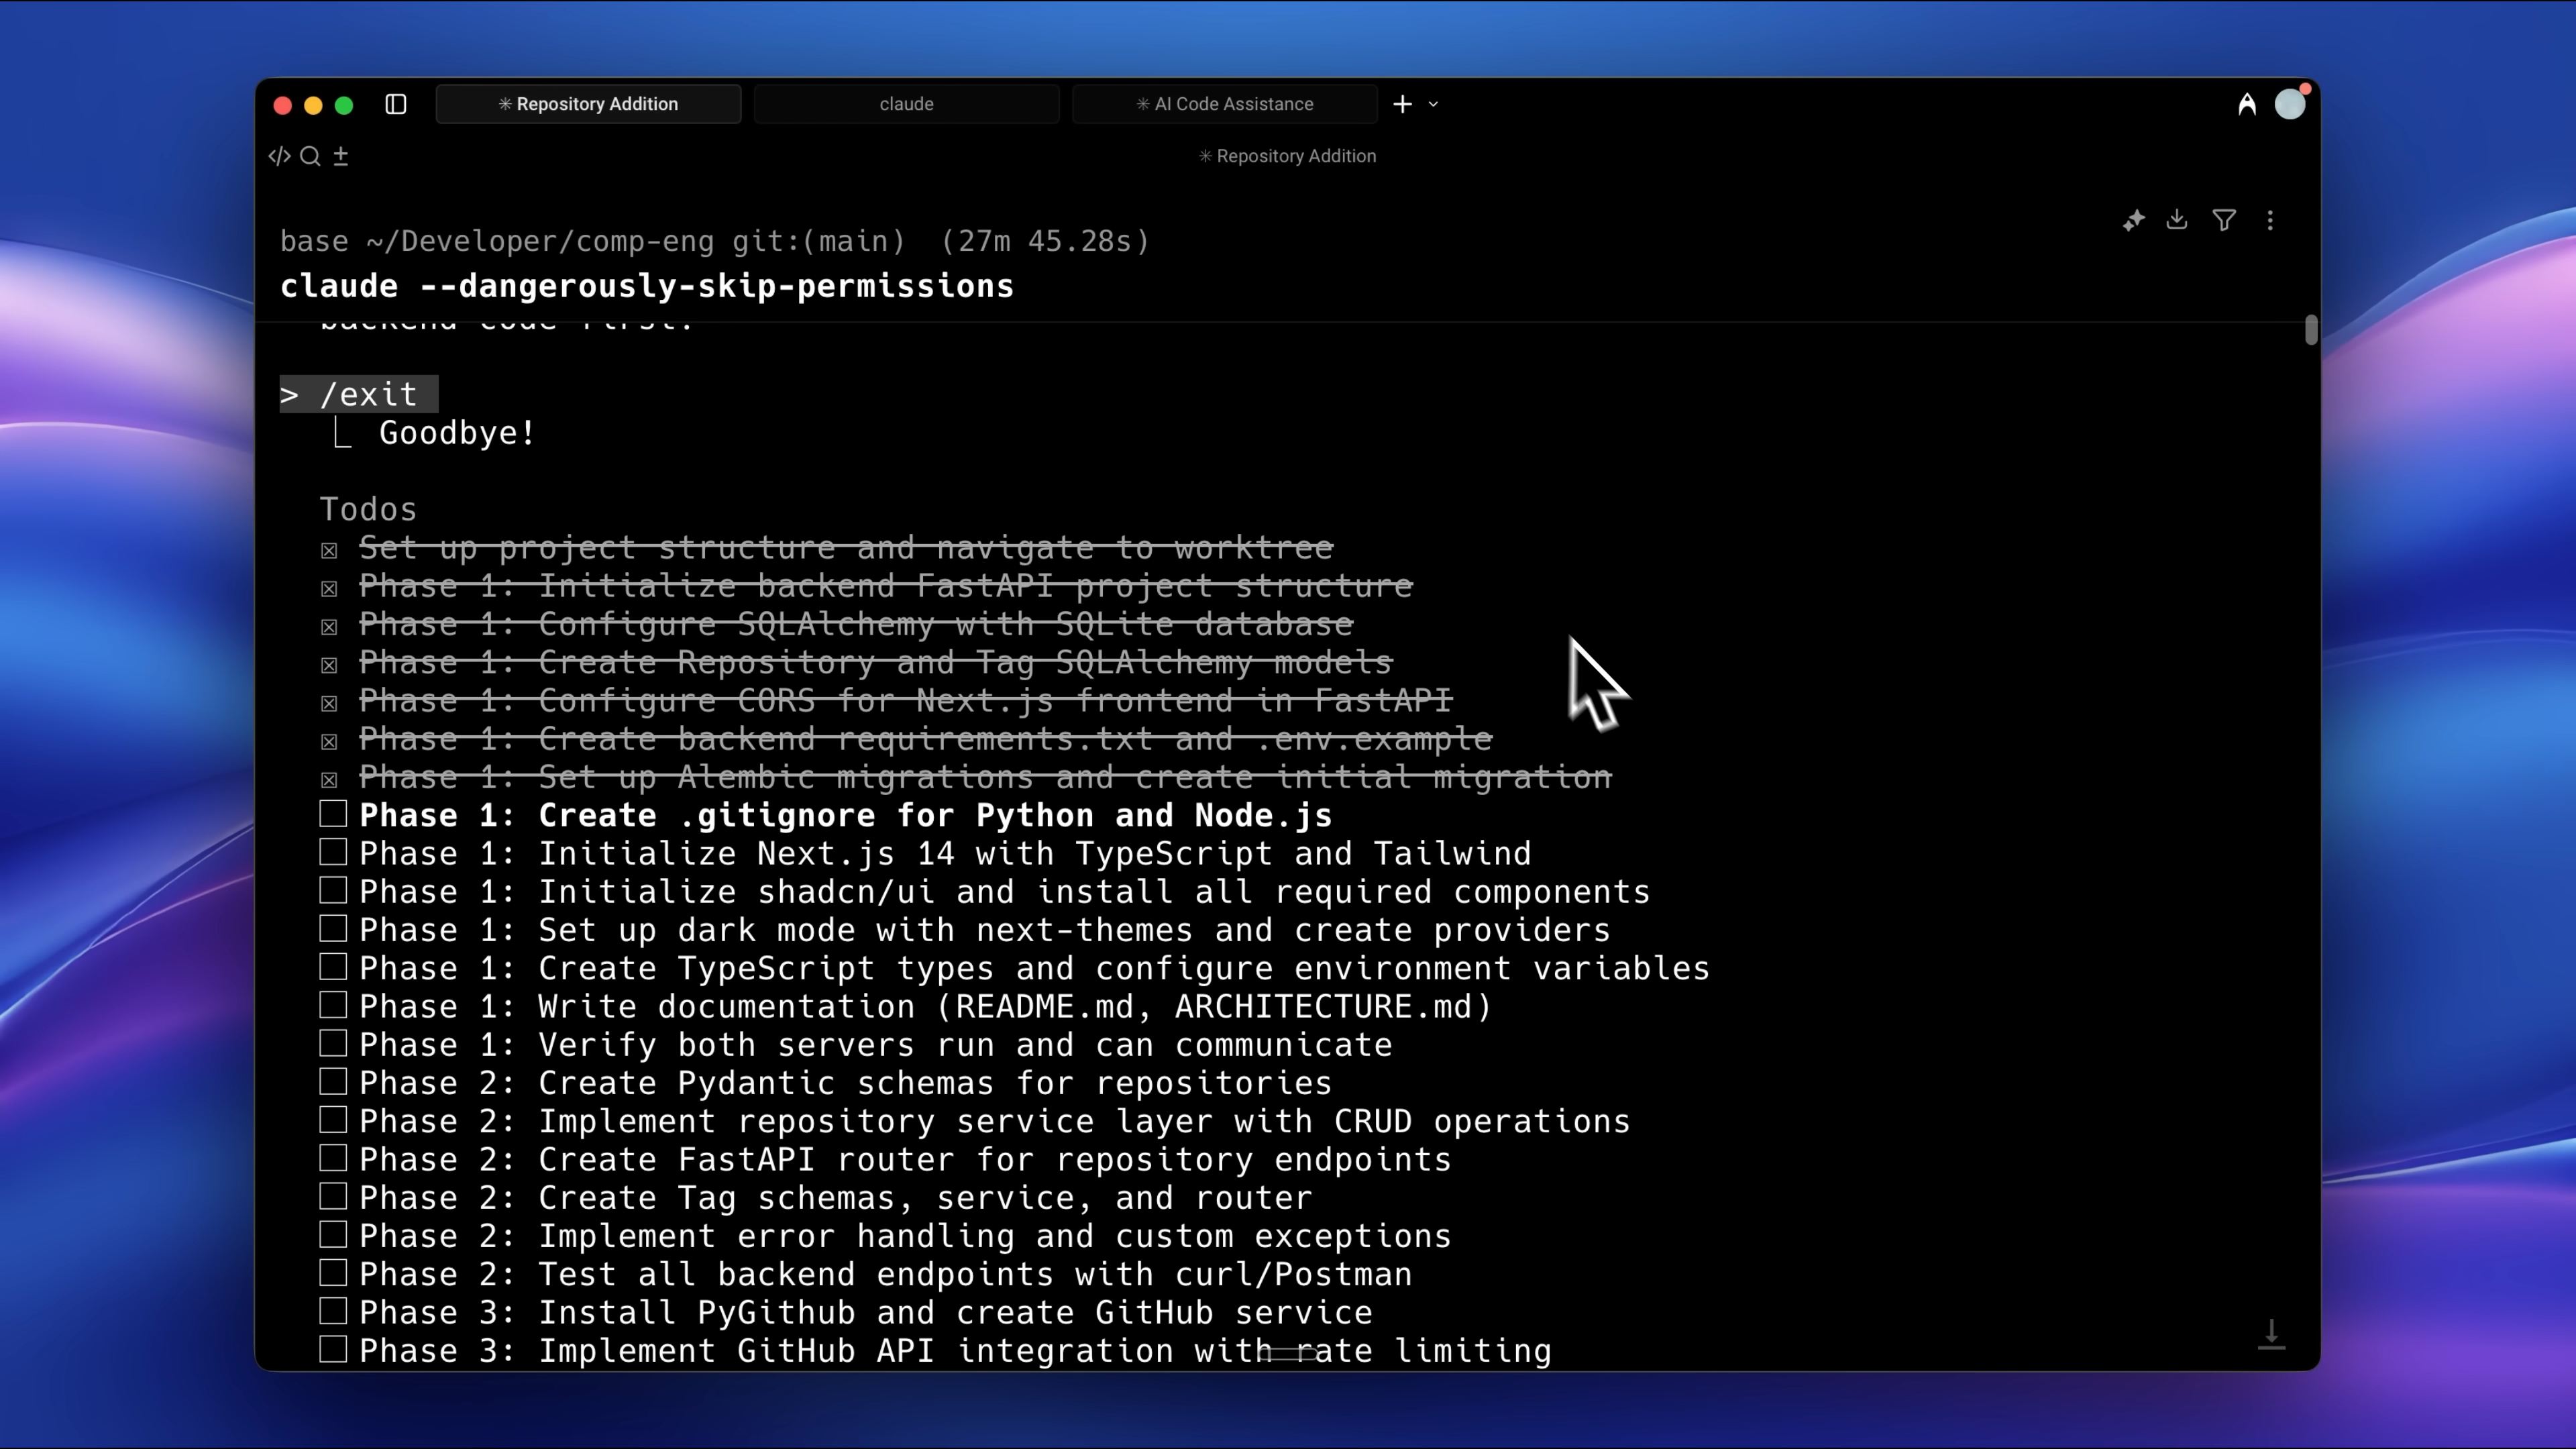 ✳ Repository Addition
claude
✳ AI Code Assistance
✳ Repository Addition
base ~/Developer/comp-eng git:(main) (27m 45.28s)
claude --dangerously-skip-permissions
backend code first.
> /exit
⎿ Goodbye!
Todos
☒ Set up project structure and navigate to worktree
☒ Phase 1: Initialize backend FastAPI project structure
☒ Phase 1: Configure SQLAlchemy with SQLite database
☒ Phase 1: Create Repository and Tag SQLAlchemy models
☒ Phase 1: Configure CORS for Next.js frontend in FastAPI
☒ Phase 1: Create backend requirements.txt and .env.example
☒ Phase 1: Set up Alembic migrations and create initial migration
☐ Phase 1: Create .gitignore for Python and Node.js
☐ Phase 1: Initialize Next.js 14 with TypeScript and Tailwind
☐ Phase 1: Initialize shadcn/ui and install all required components
☐ Phase 1: Set up dark mode with next-themes and create providers
☐ Phase 1: Create TypeScript types and configure environment variables
☐ Phase 1: Write documentation (README.md, ARCHITECTURE.md)
☐ Phase 1: Verify both servers run and can communicate
☐ Phase 2: Create Pydantic schemas for repositories
☐ Phase 2: Implement repository service layer with CRUD operations
☐ Phase 2: Create FastAPI router for repository endpoints
☐ Phase 2: Create Tag schemas, service, and router
☐ Phase 2: Implement error handling and custom exceptions
☐ Phase 2: Test all backend endpoints with curl/Postman
☐ Phase 3: Install PyGithub and create GitHub service
☐ Phase 3: Implement GitHub API integration with rate limiting